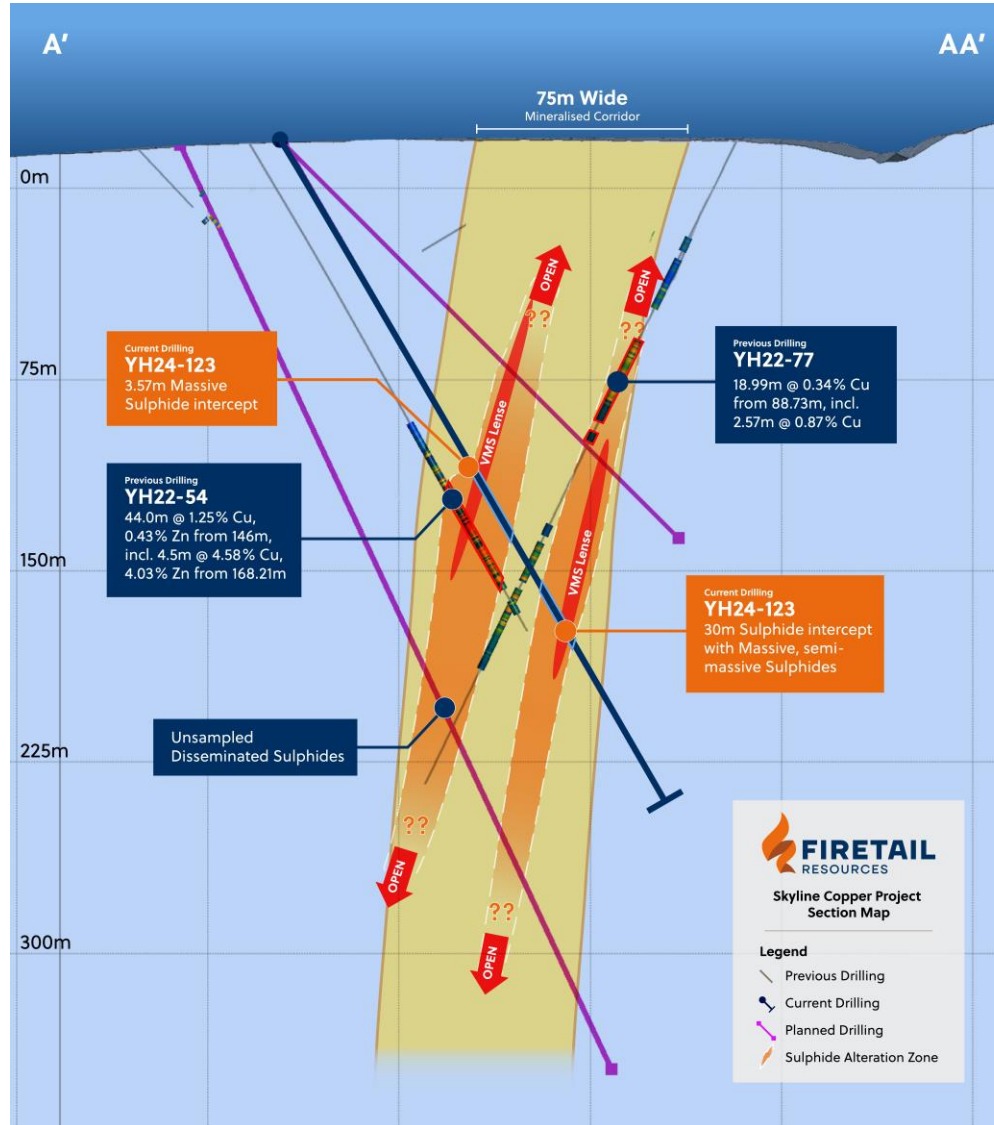 A’
AA’
75m Wide
Mineralised Corridor
0m
OPEN
OPEN
??
??
75m
Current Drilling
YH24-123
3.57m Massive
Sulphide intercept
Previous Drilling
YH22-77
18.99m @ 0.34% Cu
from 88.73m, incl.
2.57m @ 0.87% Cu
VMS Lense
Previous Drilling
YH22-54
44.0m @ 1.25% Cu,
0.43% Zn from 146m,
incl. 4.5m @ 4.58% Cu,
4.03% Zn from 168.21m
150m
VMS Lense
Current Drilling
YH24-123
30m Sulphide intercept
with Massive, semi-
massive Sulphides
Unsampled
Disseminated Sulphides
225m
??
OPEN
??
OPEN
300m
FIRETAIL
RESOURCES
Skyline Copper Project
Section Map
Legend
Previous Drilling
Current Drilling
Planned Drilling
Sulphide Alteration Zone